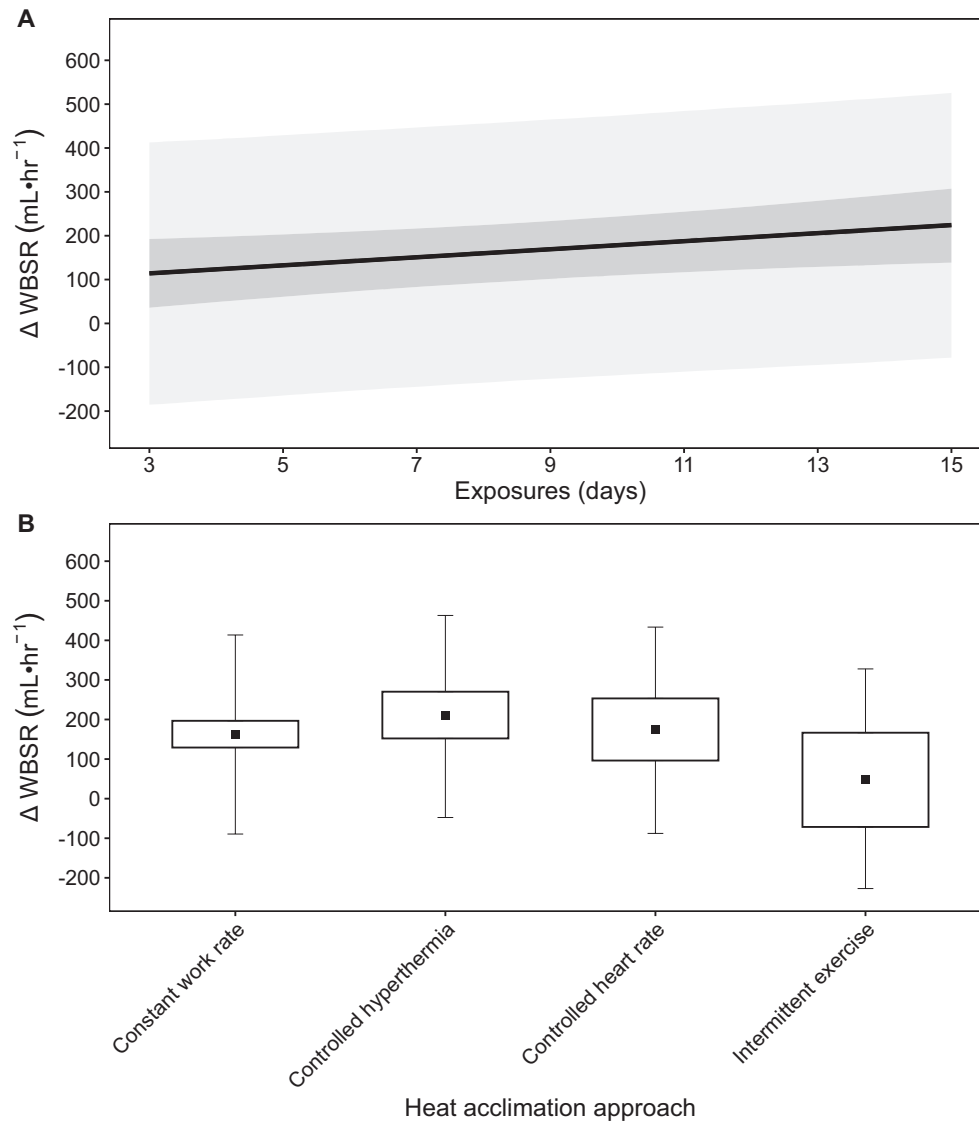 A
600
500
400
300
200
100
0
-100
-200
Δ WBSR (mL•hr⁻¹)
3 5 7 9 11 13 15
Exposures (days)
B
600
500
400
300
200
100
0
-100
-200
Δ WBSR (mL•hr⁻¹)
Constant work rate
Controlled hyperthermia
Controlled heart rate
Intermittent exercise
Heat acclimation approach